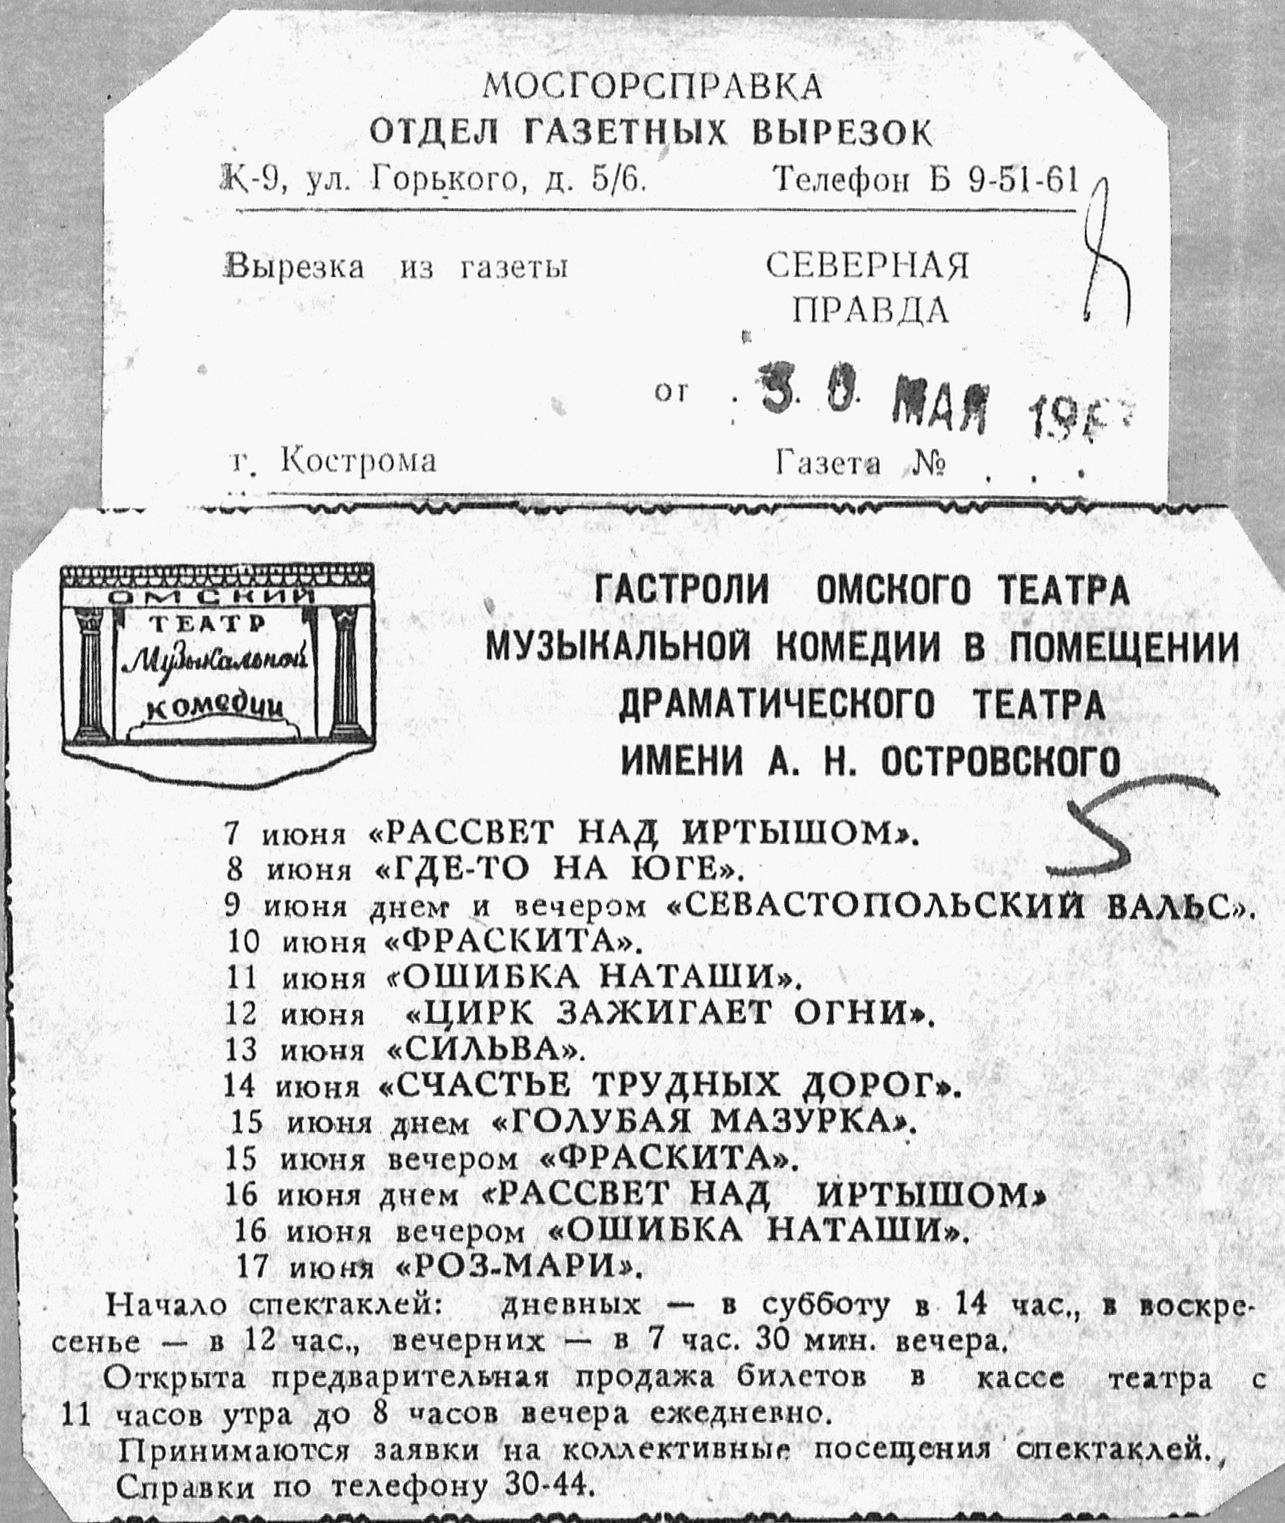 МОСГОРСПРАВКА
ОТДЕЛ ГАЗЕТНЫХ ВЫРЕЗОК
К-9, ул. Горького, д. 5/6. Телефон Б 9-51-61
Вырезка из газеты СЕВЕРНАЯ
ПРАВДА
от 30 МАЯ
г. Кострома Газета № . . .
ОМСКИЙ
ТЕАТР
Музыкальной
комедии
ГАСТРОЛИ ОМСКОГО ТЕАТРА
МУЗЫКАЛЬНОЙ КОМЕДИИ В ПОМЕЩЕНИИ
ДРАМАТИЧЕСКОГО ТЕАТРА
ИМЕНИ А. Н. ОСТРОВСКОГО
5
7 июня «РАССВЕТ НАД ИРТЫШОМ».
8 июня «ГДЕ-ТО НА ЮГЕ».
9 июня днем и вечером «СЕВАСТОПОЛЬСКИЙ ВАЛЬС».
10 июня «ФРАСКИТА».
11 июня «ОШИБКА НАТАШИ».
12 июня «ЦИРК ЗАЖИГАЕТ ОГНИ».
13 июня «СИЛЬВА».
14 июня «СЧАСТЬЕ ТРУДНЫХ ДОРОГ».
15 июня днем «ГОЛУБАЯ МАЗУРКА».
15 июня вечером «ФРАСКИТА».
16 июня днем «РАССВЕТ НАД ИРТЫШОМ»
16 июня вечером «ОШИБКА НАТАШИ».
17 июня «РОЗ-МАРИ».
Начало спектаклей: дневных — в субботу в 14 час., в воскре-
сенье — в 12 час., вечерних — в 7 час. 30 мин. вечера.
Открыта предварительная продажа билетов в кассе театра с
11 часов утра до 8 часов вечера ежедневно.
Принимаются заявки на коллективные посещения спектаклей.
Справки по телефону 30-44.